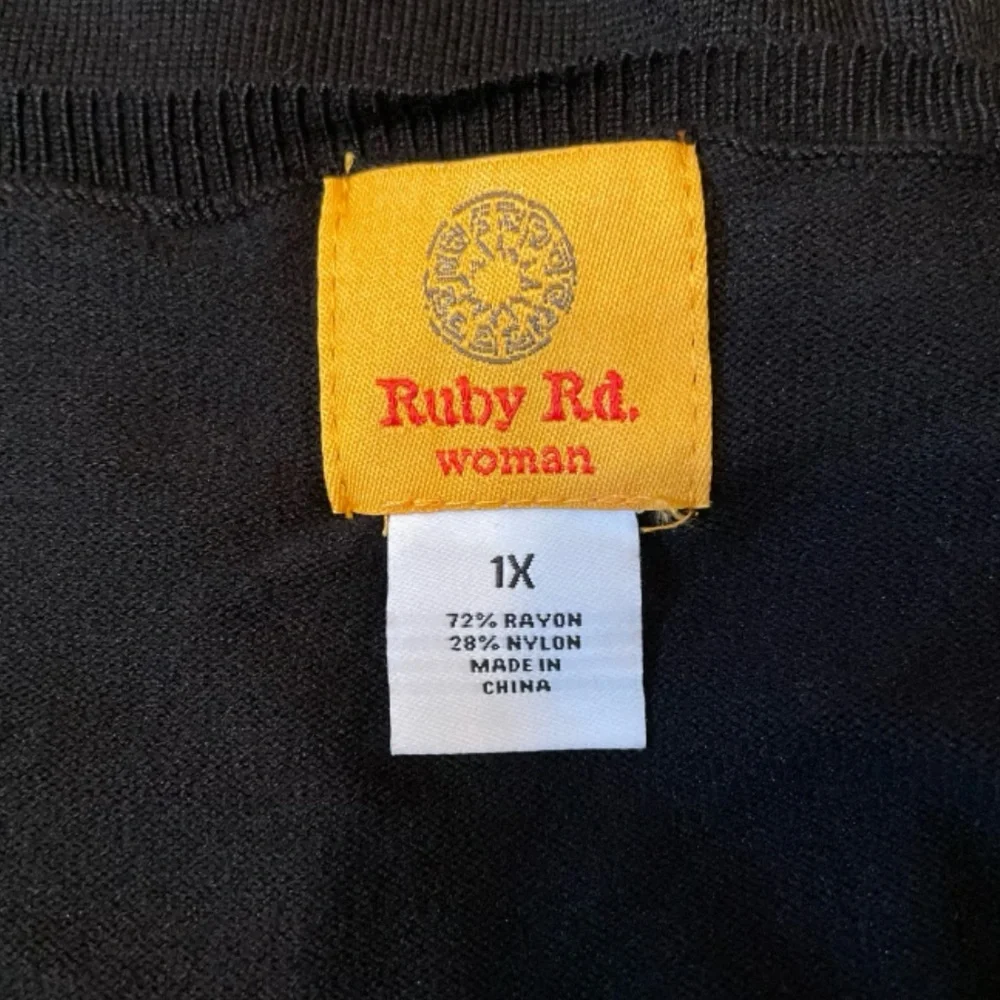 Ruby Rd.
woman
1X
72% RAYON
28% NYLON
MADE IN
CHINA